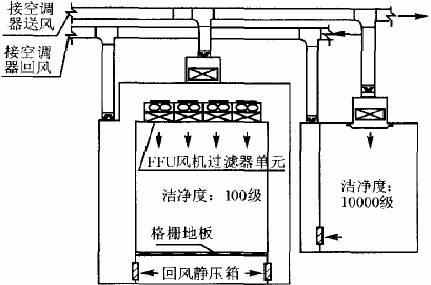 接空调
器送风
接空调
器回风
FFU风机过滤器单元
洁净度：100级
洁净度：
10000级
格栅地板
回风静压箱